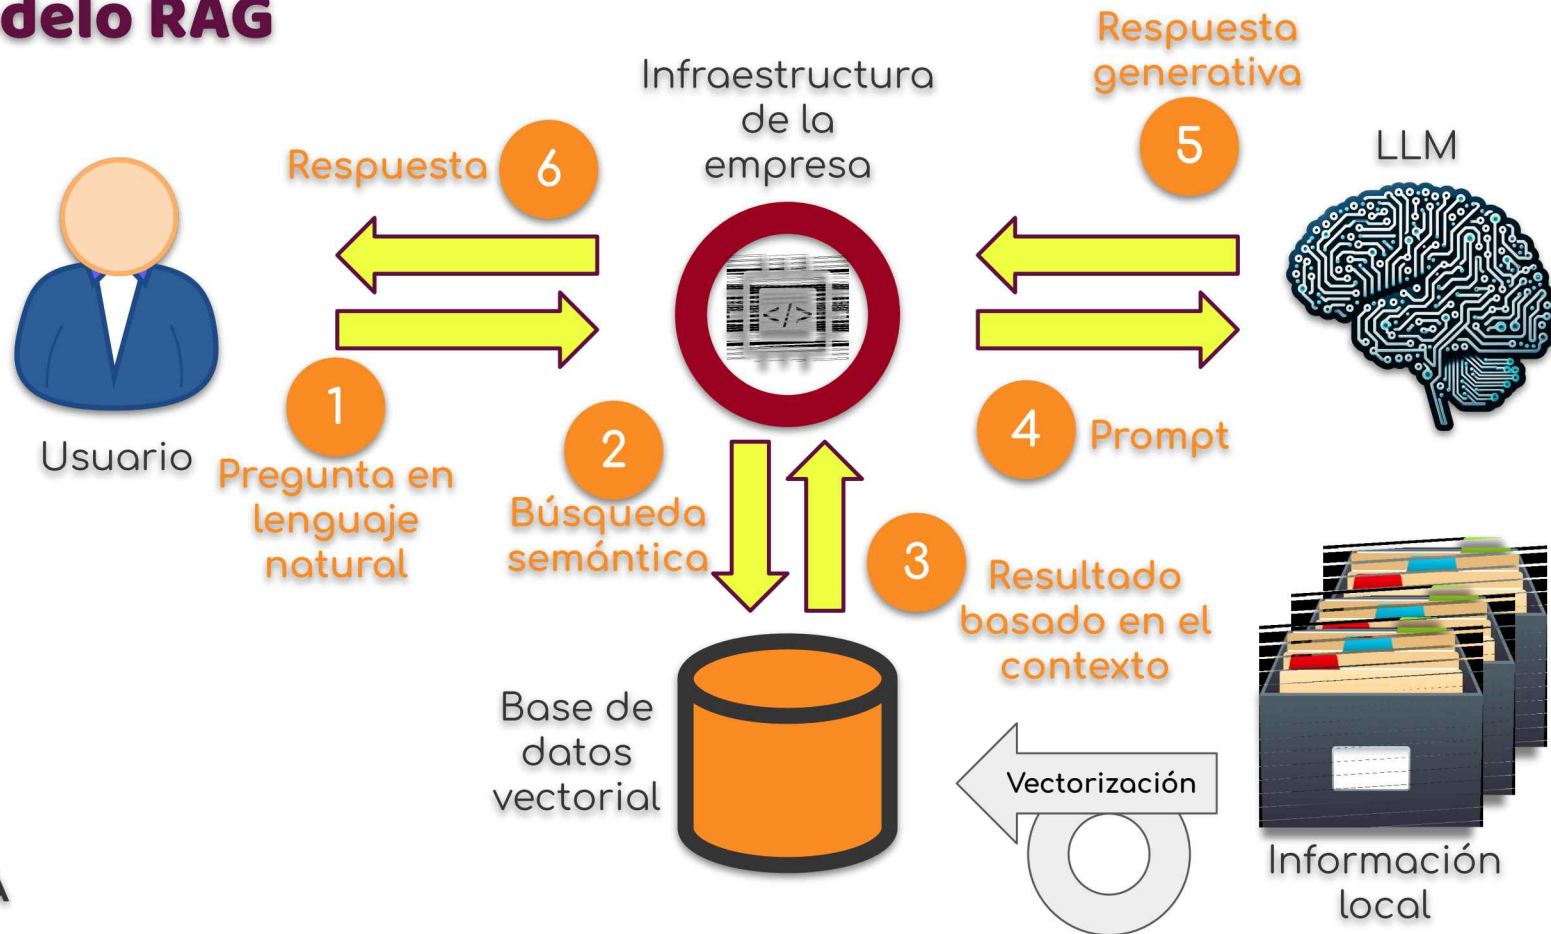 delo RAG
Respuesta
generativa
5
Infraestructura
de la
empresa
LLM
Respuesta
6
</>
Usuario
1
Pregunta en
lenguaje
natural
2
Búsqueda
semántica
4
Prompt
3
Resultado
basado en el
contexto
Base de
datos
vectorial
Vectorización
Información
local
A